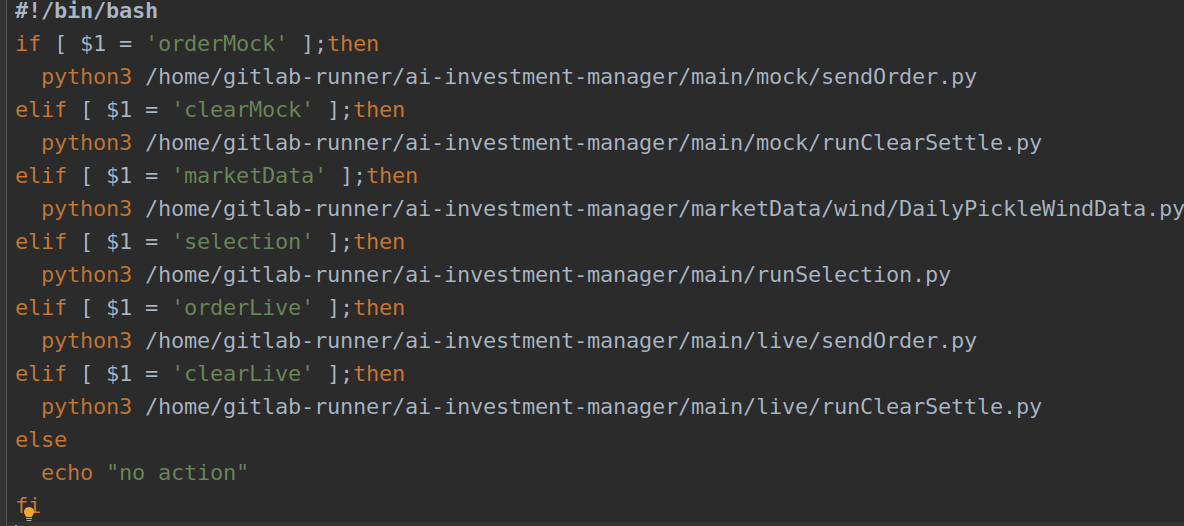 #!/bin/bash
if [ $1 = 'orderMock' ];then
  python3 /home/gitlab-runner/ai-investment-manager/main/mock/sendOrder.py
elif [ $1 = 'clearMock' ];then
  python3 /home/gitlab-runner/ai-investment-manager/main/mock/runClearSettle.py
elif [ $1 = 'marketData' ];then
  python3 /home/gitlab-runner/ai-investment-manager/marketData/wind/DailyPickleWindData.py
elif [ $1 = 'selection' ];then
  python3 /home/gitlab-runner/ai-investment-manager/main/runSelection.py
elif [ $1 = 'orderLive' ];then
  python3 /home/gitlab-runner/ai-investment-manager/main/live/sendOrder.py
elif [ $1 = 'clearLive' ];then
  python3 /home/gitlab-runner/ai-investment-manager/main/live/runClearSettle.py
else
  echo "no action"
fi